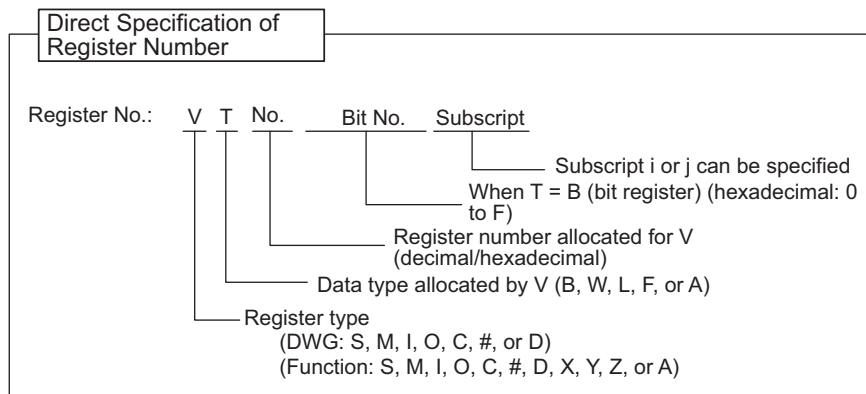 Direct Specification of
Register Number
Register No.: V T No. Bit No. Subscript
Subscript i or j can be specified
When T = B (bit register) (hexadecimal: 0
to F)
Register number allocated for V
(decimal/hexadecimal)
Data type allocated by V (B, W, L, F, or A)
Register type
(DWG: S, M, I, O, C, #, or D)
(Function: S, M, I, O, C, #, D, X, Y, Z, or A)